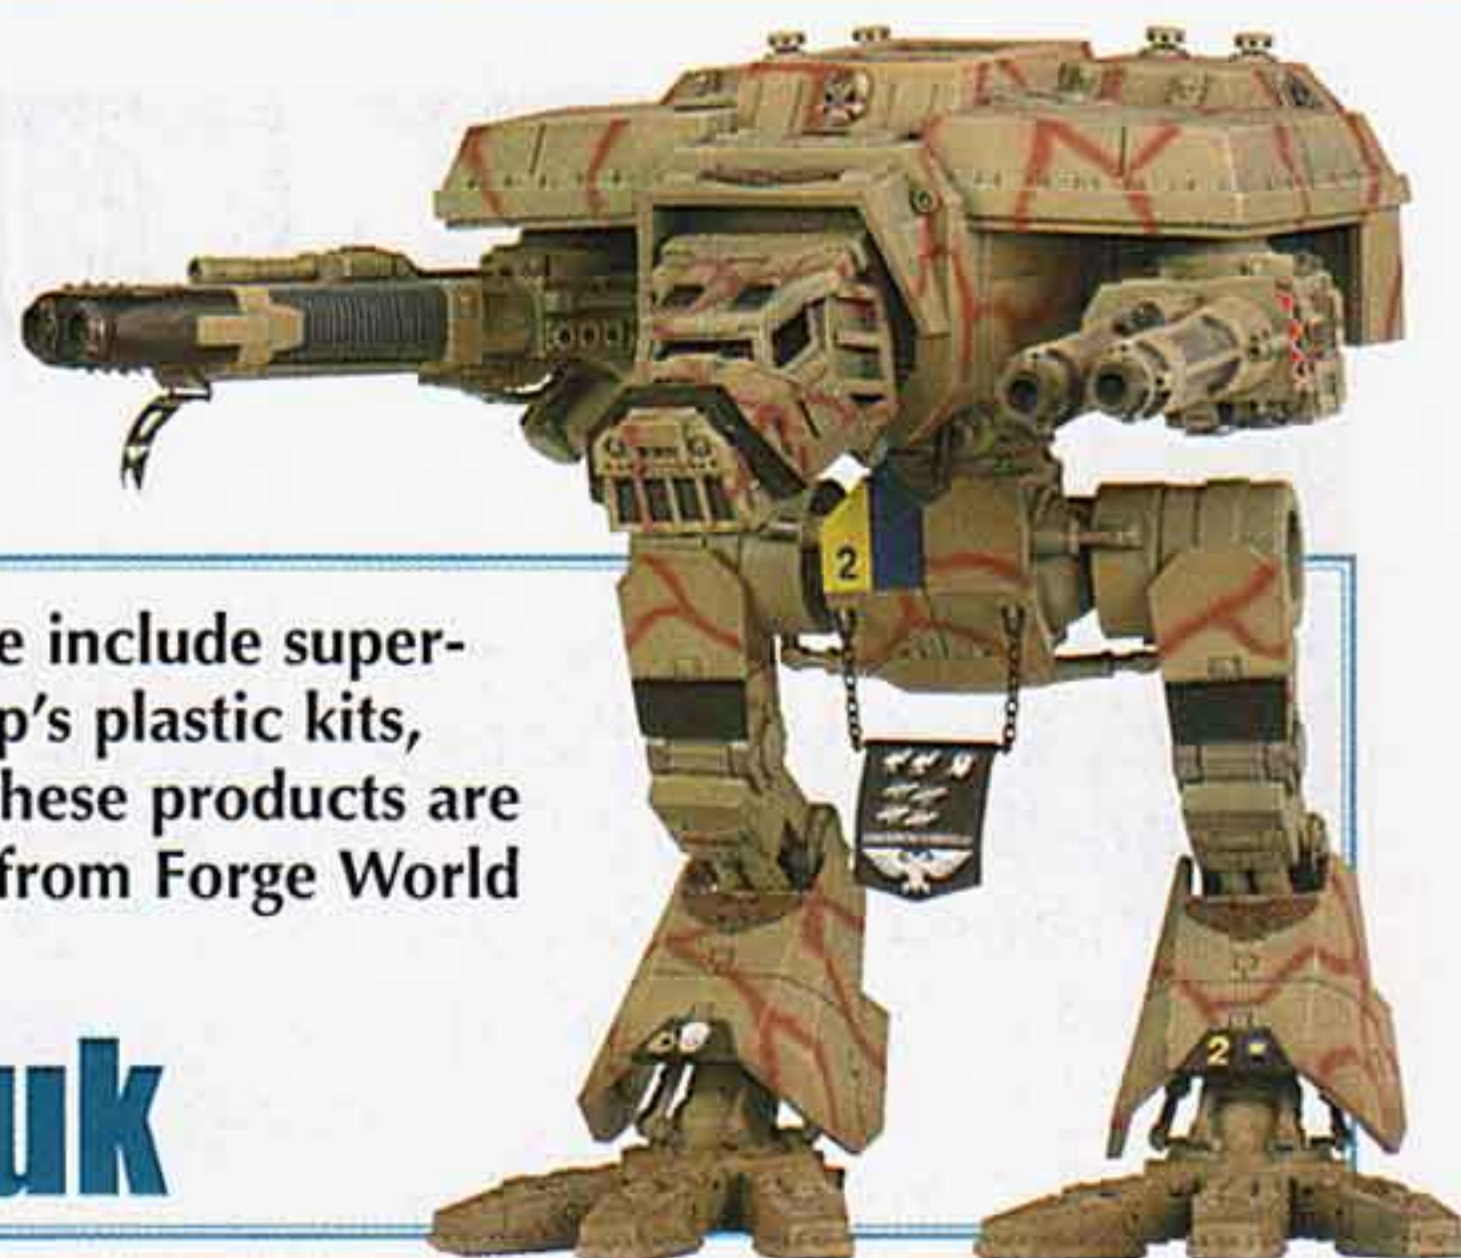 e include super-
p's plastic kits,
hese products are
from Forge World
uk
2
2